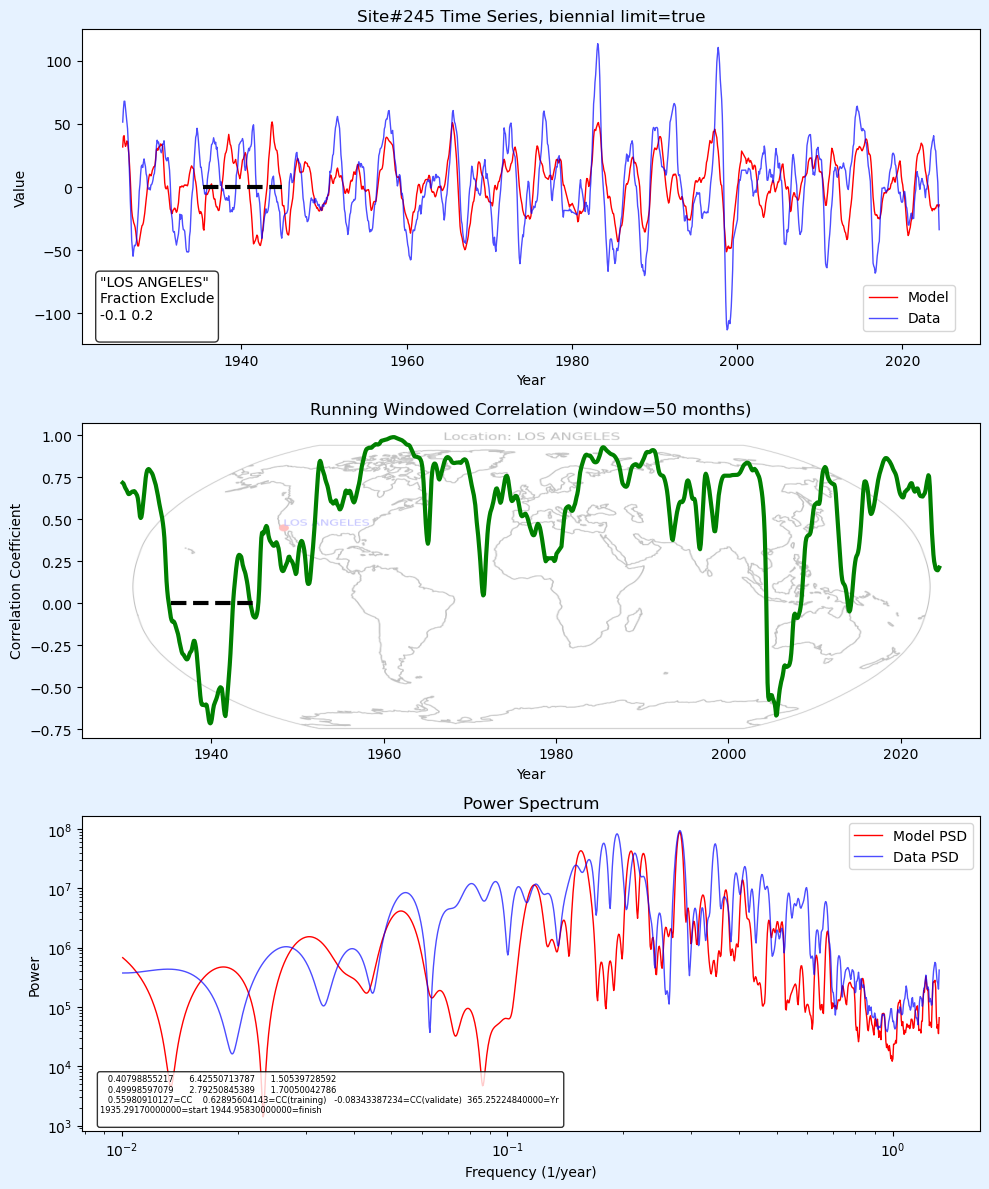 Site#245 Time Series, biennial limit=true
100
50
0
−50
−100
Value
"LOS ANGELES"
Fraction Exclude
-0.1 0.2
Model
Data
1940
1960
1980
2000
2020
Year
Running Windowed Correlation (window=50 months)
Location: LOS ANGELES
LOS ANGELES
1.00
0.75
0.50
0.25
0.00
−0.25
−0.50
−0.75
Correlation Coefficient
1940
1960
1980
2000
2020
Year
Power Spectrum
Model PSD
Data PSD
10⁸
10⁷
10⁶
10⁵
10⁴
10³
Power
0.40798855217 6.42550713787 1.50539728592
0.49998597079 2.79250845389 1.70050042786
0.55980910127=CC 0.62895604143=CC(training) -0.08343387234=CC(validate) 365.25224840000=Yr
1935.29170000000=start 1944.95830000000=finish
10⁻²
10⁻¹
10⁰
Frequency (1/year)